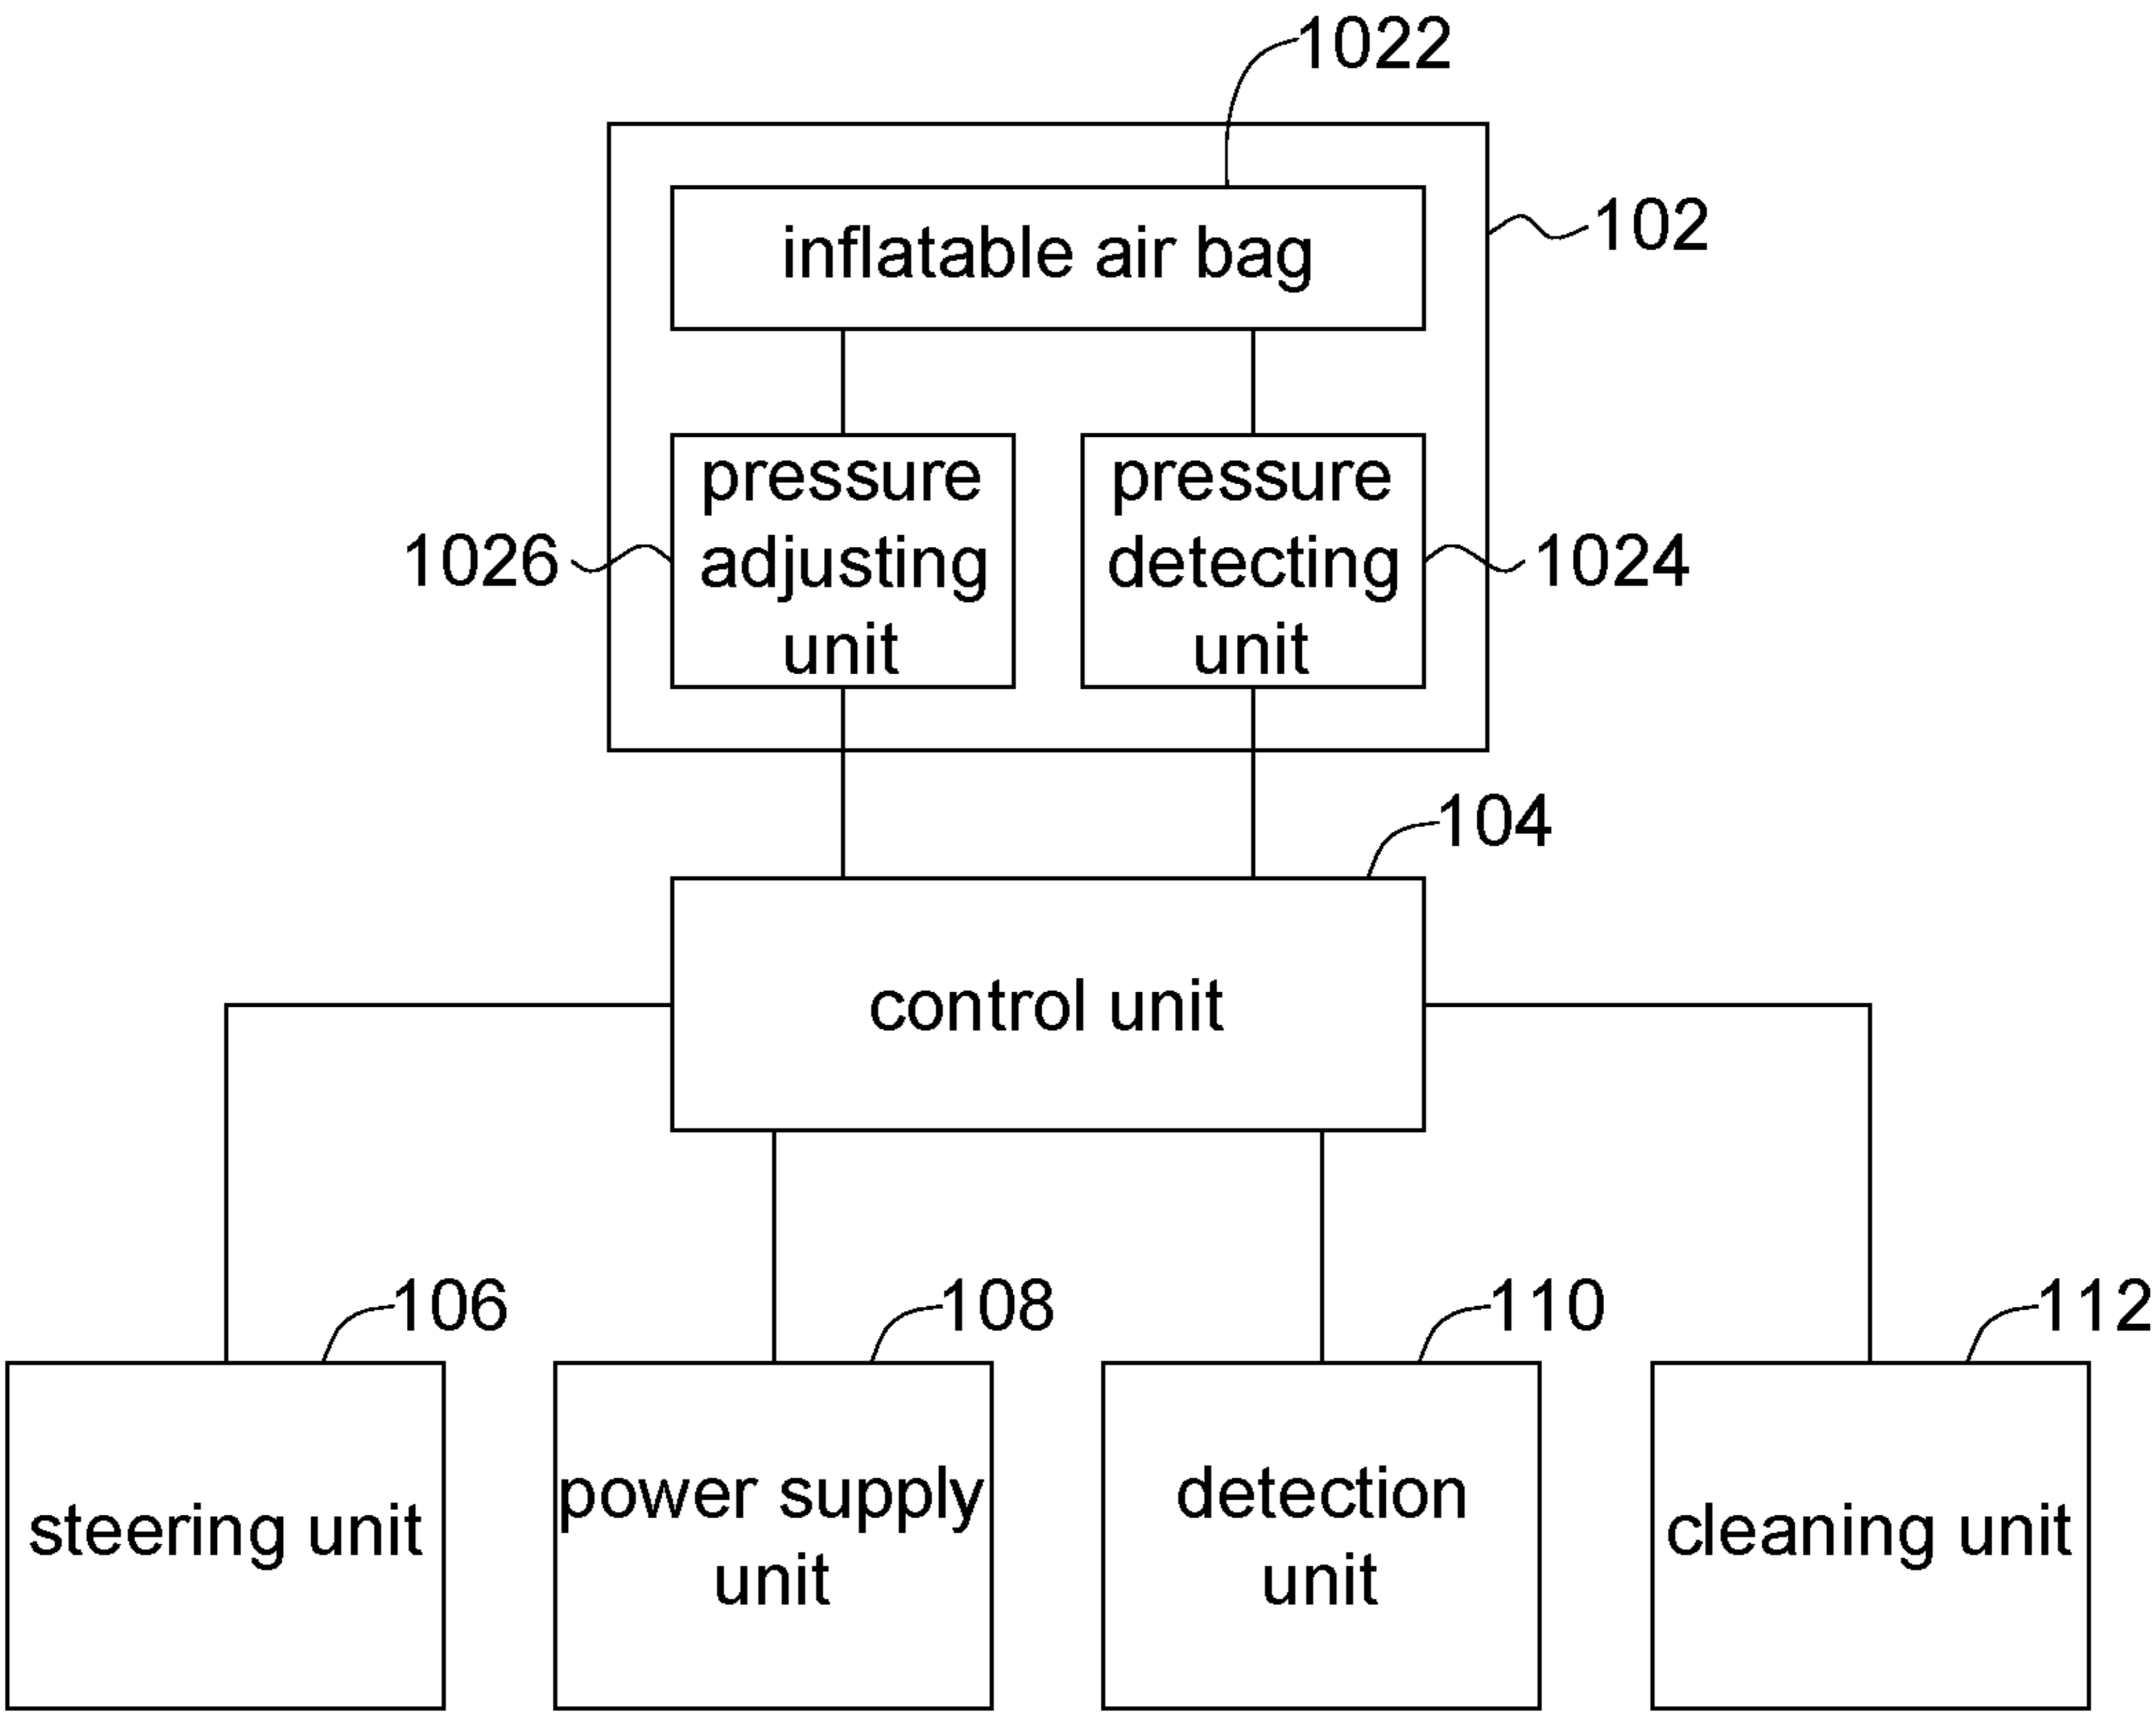 1022
102
inflatable air bag
pressure
adjusting
unit
1026
pressure
detecting
unit
1024
104
control unit
106
108
110
112
steering unit
power supply
unit
detection
unit
cleaning unit